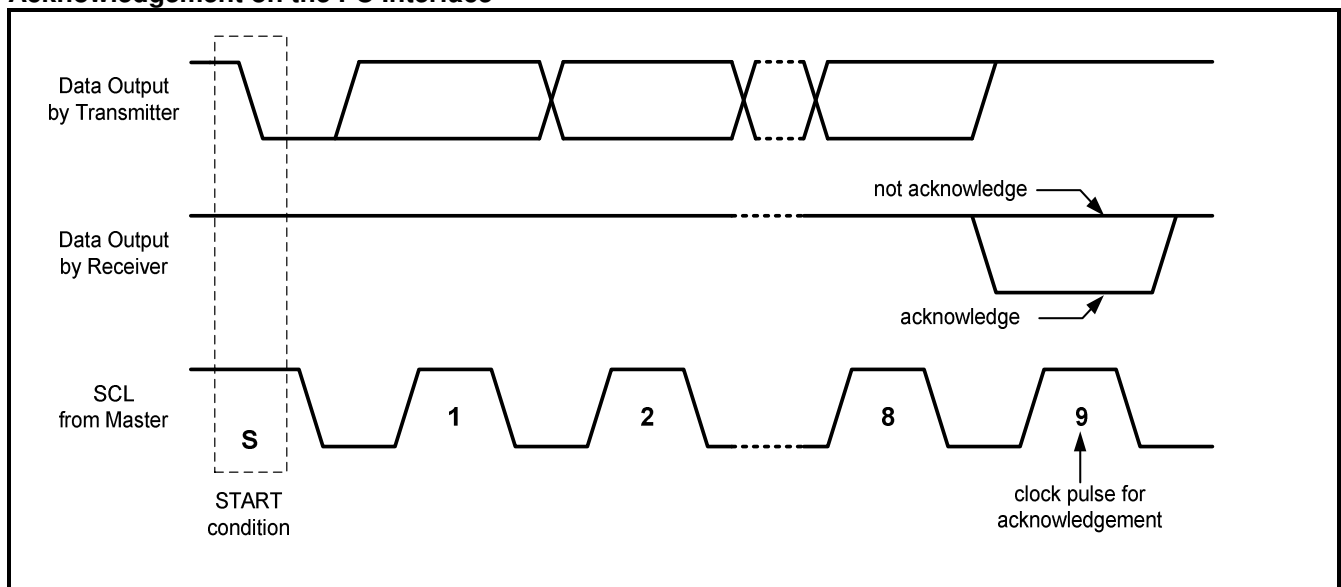 Acknowledgement on the Interface
Data Output
by Transmitter
not acknowledge
Data Output
by Receiver
acknowledge
SCL
from Master
S
1
2
8
9
START
condition
clock pulse for
acknowledgement